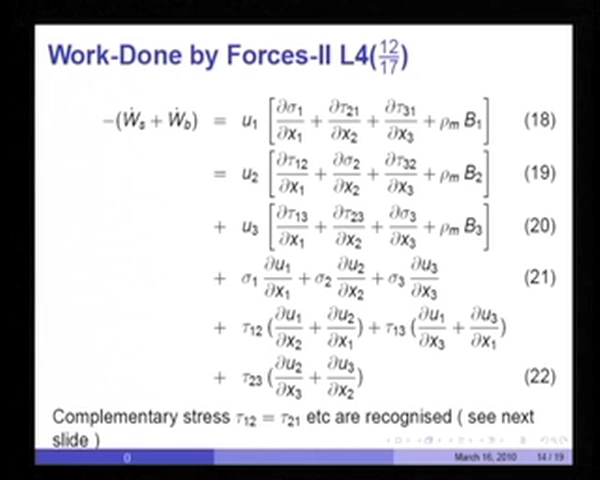 Work-Done by Forces-II L4(12/17)
−(Ẇs + Ẇb) = u1 [∂σ1/∂x1 + ∂τ21/∂x2 + ∂τ31/∂x3 + ρm B1] (18)
= u2 [∂τ12/∂x1 + ∂σ2/∂x2 + ∂τ32/∂x3 + ρm B2] (19)
+ u3 [∂τ13/∂x1 + ∂τ23/∂x2 + ∂σ3/∂x3 + ρm B3] (20)
+ σ1 ∂u1/∂x1 + σ2 ∂u2/∂x2 + σ3 ∂u3/∂x3 (21)
+ τ12 (∂u1/∂x2 + ∂u2/∂x1) + τ13 (∂u1/∂x3 + ∂u3/∂x1)
+ τ23 (∂u2/∂x3 + ∂u3/∂x2) (22)
Complementary stress τ12 = τ21 etc are recognised ( see next
slide )
() March 16, 2010 14 / 19